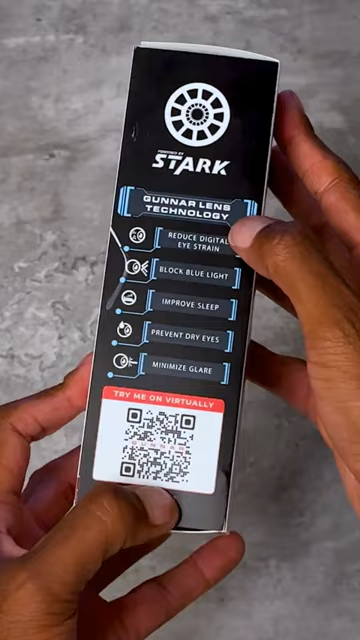 POWERED BY
STARK
GUNNAR LENS
TECHNOLOGY
REDUCE DIGITAL
EYE STRAIN
BLOCK BLUE LIGHT
IMPROVE SLEEP
PREVENT DRY EYES
MINIMIZE GLARE
TRY ME ON VIRTUALLY
GUNNAR